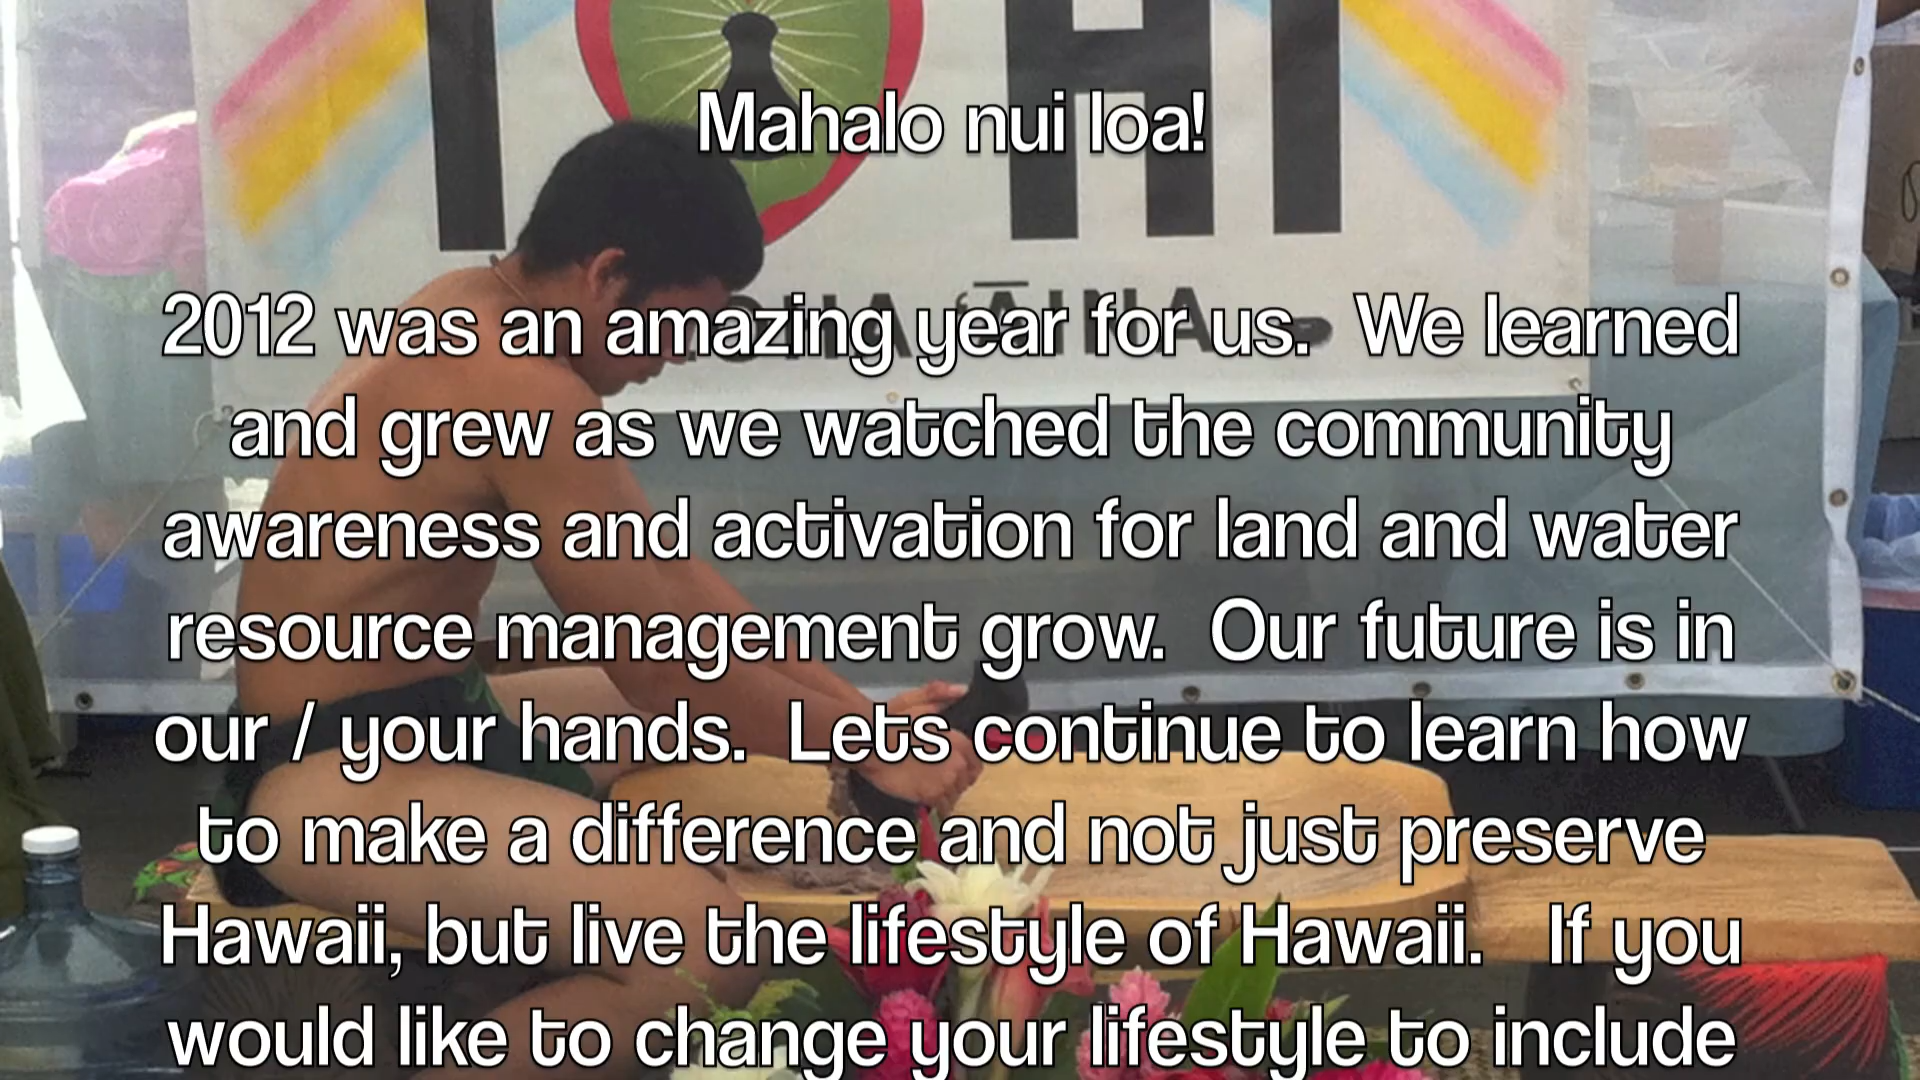 I HI
Mahalo nui loa!
ʻĀINA
2012 was an amazing year for us. We learned
and grew as we watched the community
awareness and activation for land and water
resource management grow. Our future is in
our / your hands. Lets continue to learn how
to make a difference and not just preserve
Hawaii, but live the lifestyle of Hawaii. If you
would like to change your lifestyle to include